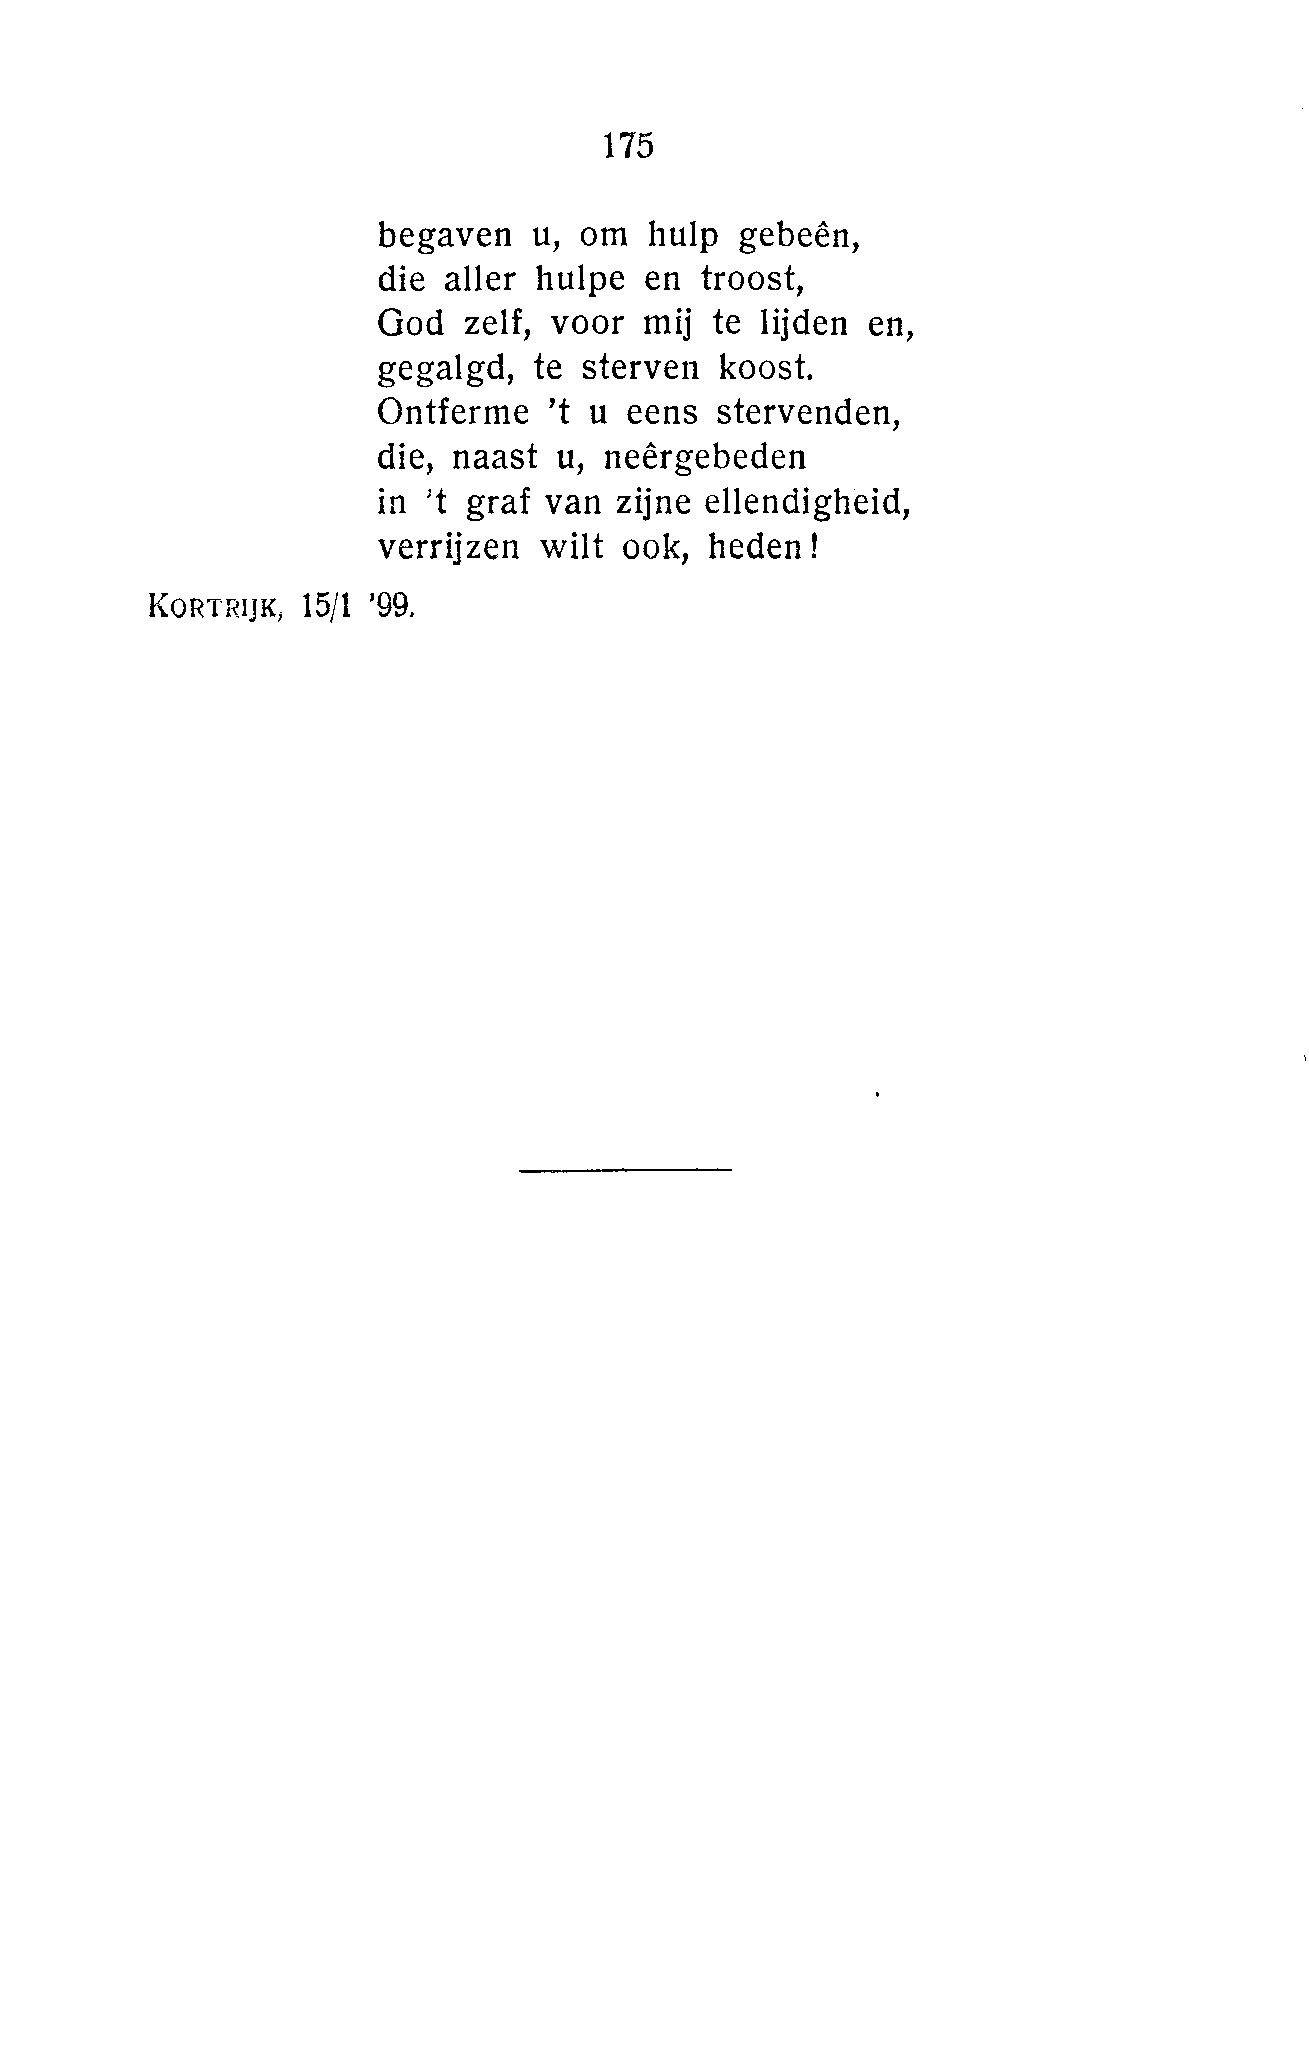 175
begaven u, om hulp gebeên,
die aller hulpe en troost,
God zelf, voor mij te lijden en,
gegalgd, te sterven koost.
Ontferme 't u eens stervenden,
die, naast u, neêrgebeden
in 't graf van zijne ellendigheid,
verrijzen wilt ook, heden!
KORTRIJK, 15/1 '99.